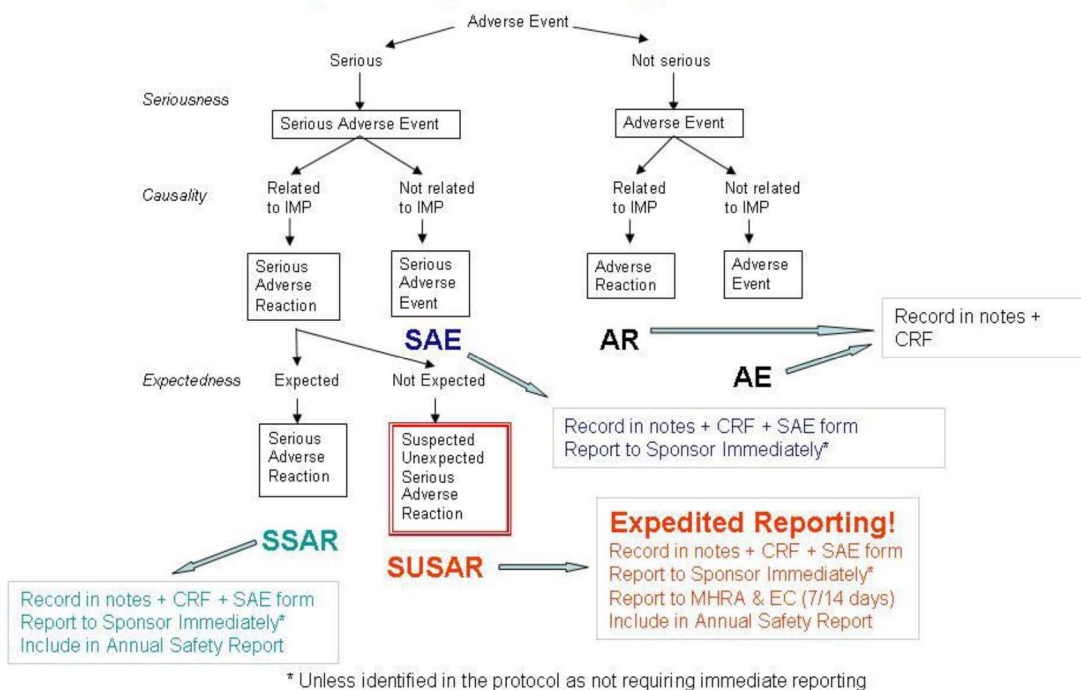 Adverse Event
Serious
Not serious
Seriousness
Serious Adverse Event
Adverse Event
Causality
Related
to IMP
Not related
to IMP
Related
to IMP
Not related
to IMP
Serious
Adverse
Reaction
Serious
Adverse
Event
Adverse
Reaction
Adverse
Event
SAE
AR
AE
Record in notes +
CRF
Expectedness
Expected
Not Expected
Record in notes + CRF + SAE form
Report to Sponsor Immediately*
Serious
Adverse
Reaction
Suspected
Unexpected
Serious
Adverse
Reaction
SSAR
SUSAR
Expedited Reporting!
Record in notes + CRF + SAE form
Report to Sponsor Immediately*
Report to MHRA & EC (7/14 days)
Include in Annual Safety Report
Record in notes + CRF + SAE form
Report to Sponsor Immediately*
Include in Annual Safety Report
* Unless identified in the protocol as not requiring immediate reporting